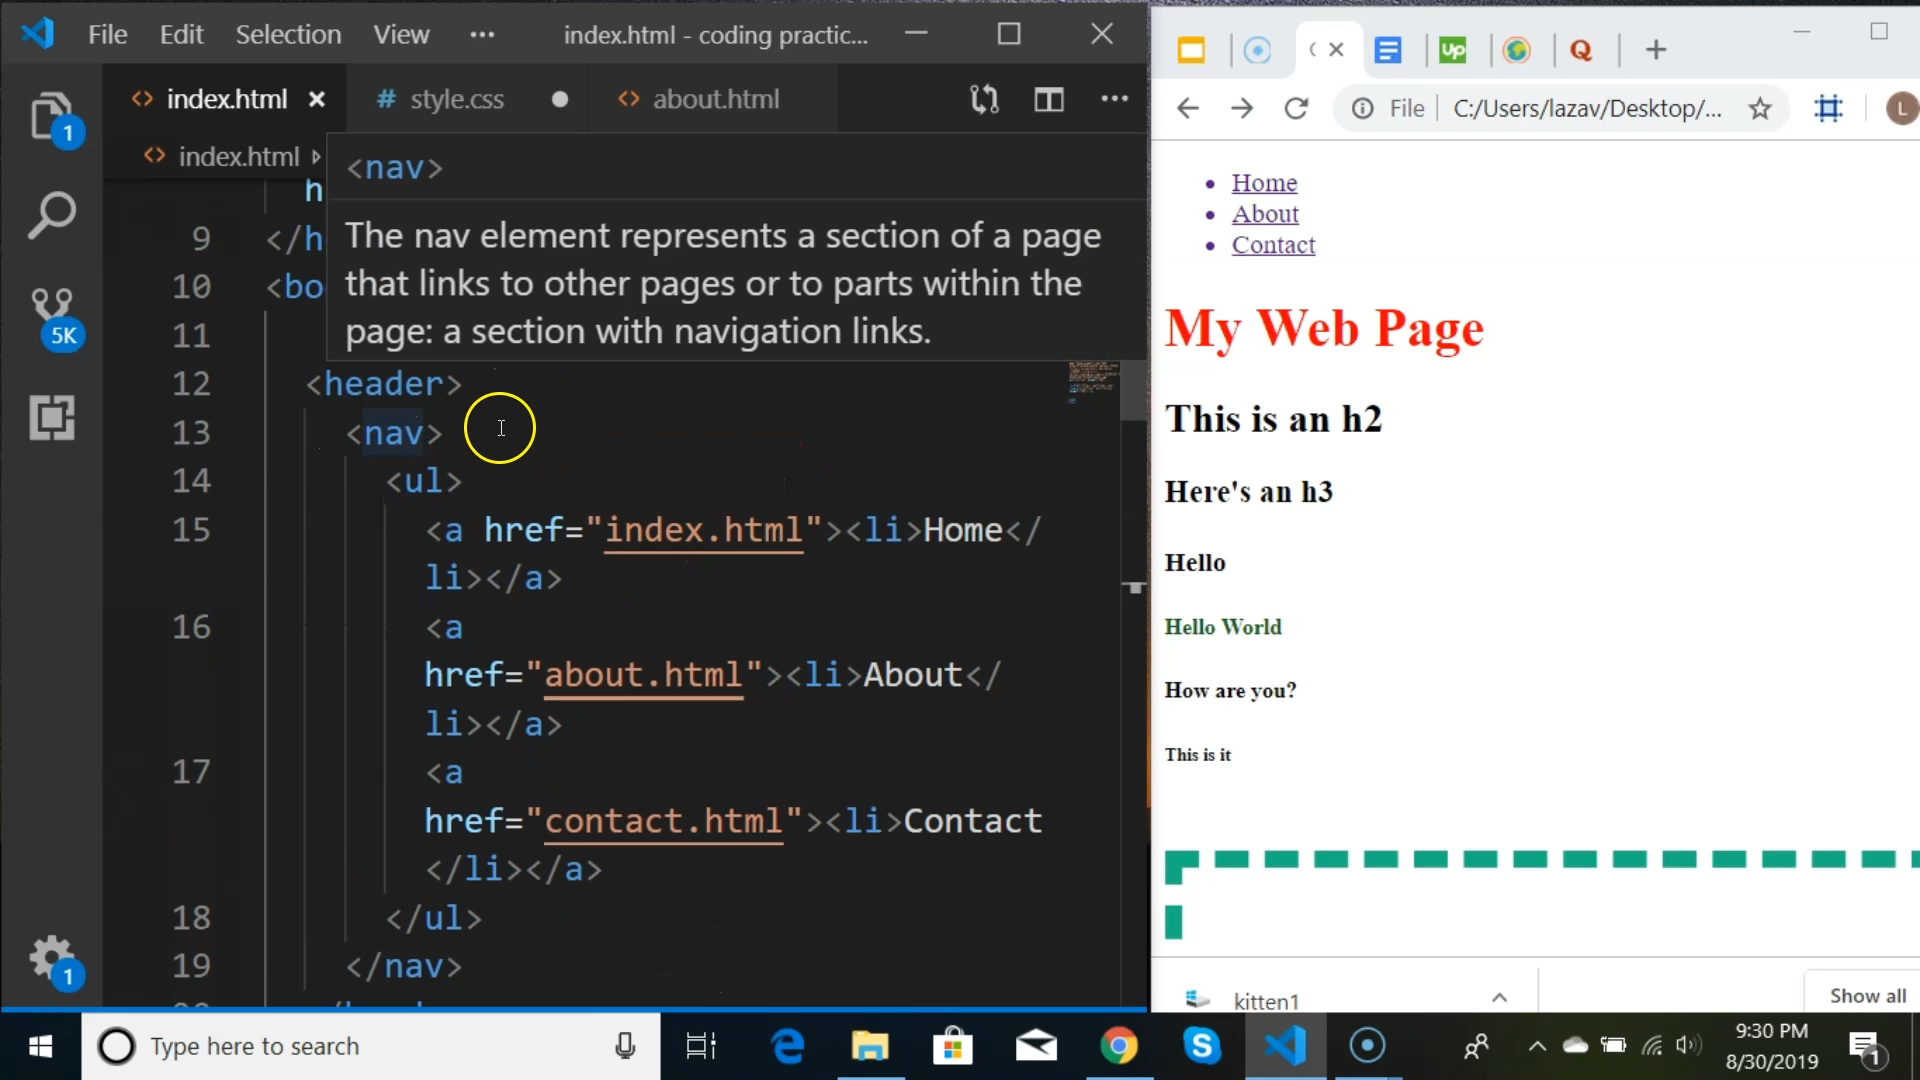 File Edit Selection View ··· index.html - coding practic...
index.html style.css about.html
index.html
<nav>
The nav element represents a section of a page
that links to other pages or to parts within the
page: a section with navigation links.
h
9 </h
10 <bo
11
12 <header>
13 <nav>
14 <ul>
15 <a href="index.html"><li>Home</
li></a>
16 <a
href="about.html"><li>About</
li></a>
17 <a
href="contact.html"><li>Contact
</li></a>
18 </ul>
19 </nav>
1
5K
1
Up Q
File C:/Users/lazav/Desktop/... L
Home
About
Contact
My Web Page
This is an h2
Here's an h3
Hello
Hello World
How are you?
This is it
kitten1 Show all
Type here to search
9:30 PM
8/30/2019
1